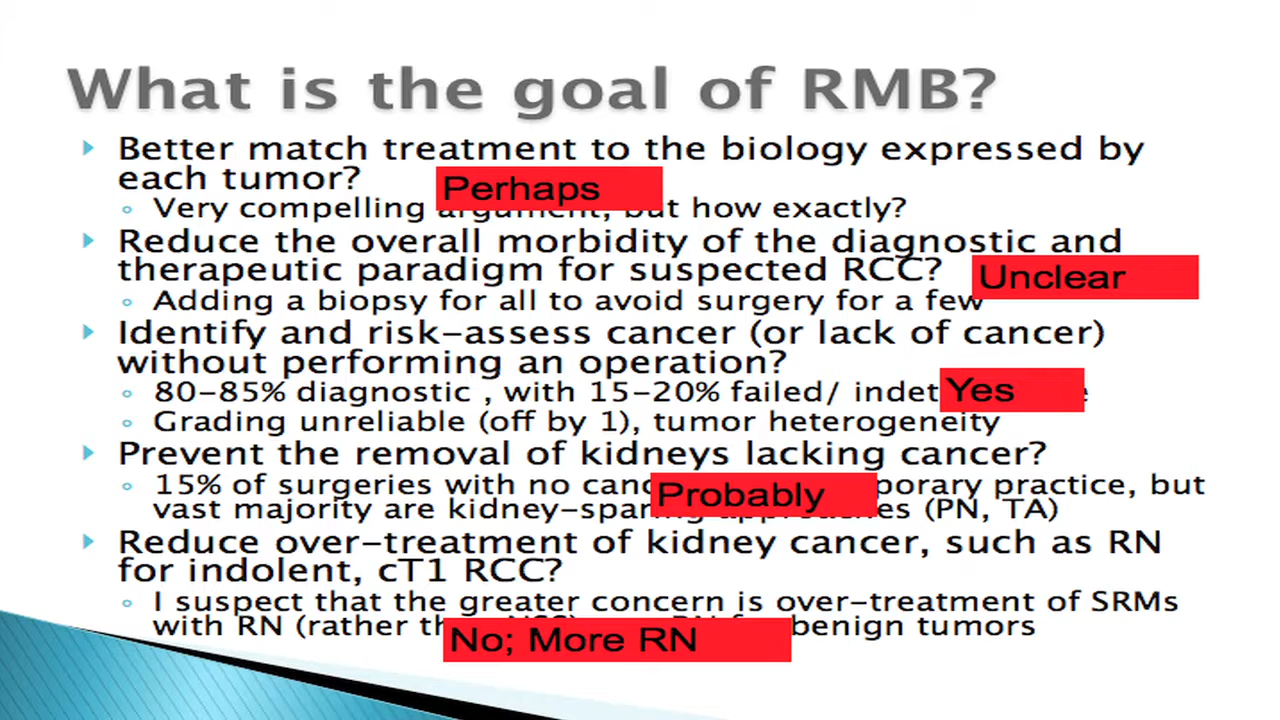 What is the goal of RMB?
Better match treatment to the biology expressed by
each tumor?
Perhaps
Very compelling argument, but how exactly?
Reduce the overall morbidity of the diagnostic and
therapeutic paradigm for suspected RCC?
Unclear
Adding a biopsy for all to avoid surgery for a few
Identify and risk-assess cancer (or lack of cancer)
without performing an operation?
80-85% diagnostic , with 15-20% failed/
Yes
Grading unreliable (off by 1), tumor heterogeneity
Prevent the removal of kidneys lacking cancer?
15% of surgeries with no practice, but
Probably
vast majority are kidney-sparing approaches (PN, TA)
Reduce over-treatment of kidney cancer, such as RN
for indolent, cT1 RCC?
I suspect that the greater concern is over-treatment of SRMs
with RN (rather benign tumors
No; More RN